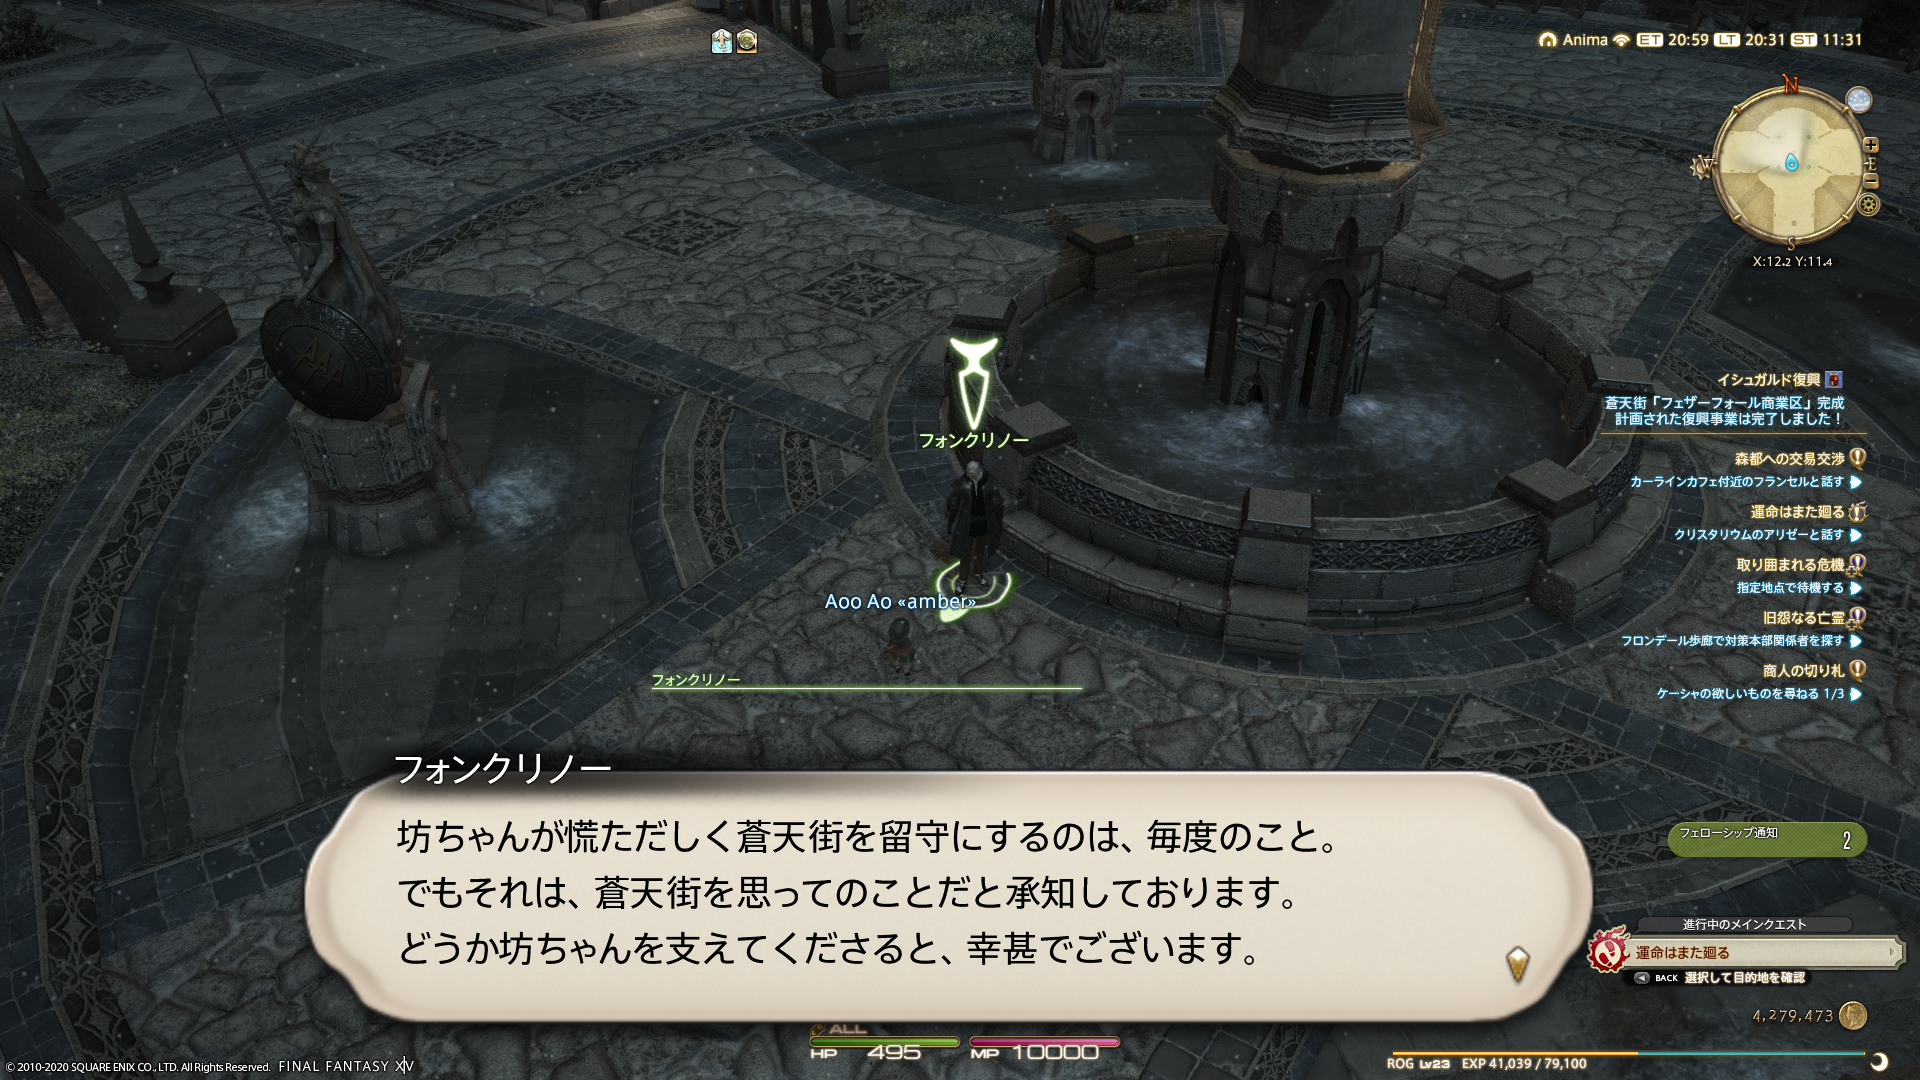 Anima ET 20:59 LT 20:31 ST 11:31
N
W
E
S
X:12.2 Y:11.4
イシュガルド復興
蒼天街「フェザーフォール商業区」完成
計画された復興事業は完了しました！
森都への交易交渉
カーラインカフェ付近のフランセルと話す
運命はまた廻る
クリスタリウムのアリゼーと話す
取り囲まれる危機
指定地点で待機する
旧怨なる亡霊
フロンデール歩廊で対策本部関係者を探す
商人の切り札
ケーシャの欲しいものを尋ねる 1/3
フォンクリノー
Aoo Ao «amber»
フォンクリノー
フォンクリノー
坊ちゃんが慌ただしく蒼天街を留守にするのは、毎度のこと。
でもそれは、蒼天街を思ってのことだと承知しております。
どうか坊ちゃんを支えてくださると、幸甚でございます。
フェローシップ通知 2
進行中のメインクエスト
運命はまた廻る
BACK 選択して目的地を確認
4,279,473
ALL
HP 495 MP 10000
ROG Lv23 EXP 41,039 / 79,100
© 2010-2020 SQUARE ENIX CO., LTD. All Rights Reserved. FINAL FANTASY XIV